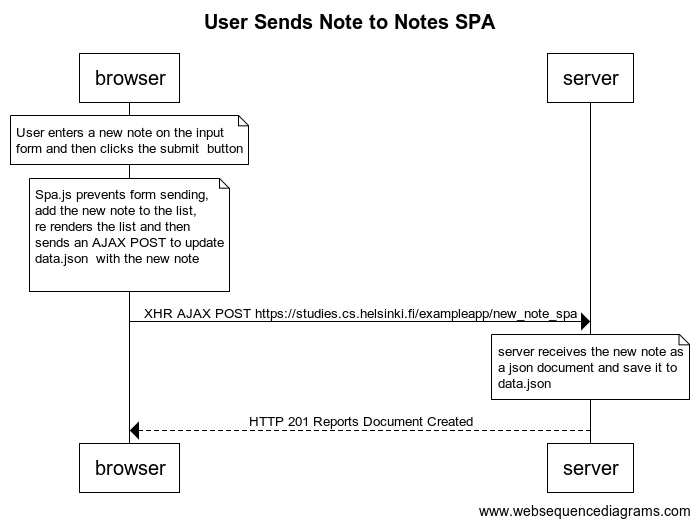 User Sends Note to Notes SPA
browser
server
User enters a new note on the input
form and then clicks the submit  button
Spa.js prevents form sending,
add the new note to the list,
re renders the list and then
sends an AJAX POST to update
data.json  with the new note
XHR AJAX POST https://studies.cs.helsinki.fi/exampleapp/new_note_spa
server receives the new note as
a json document and save it to
data.json
HTTP 201 Reports Document Created
browser
server
www.websequencediagrams.com